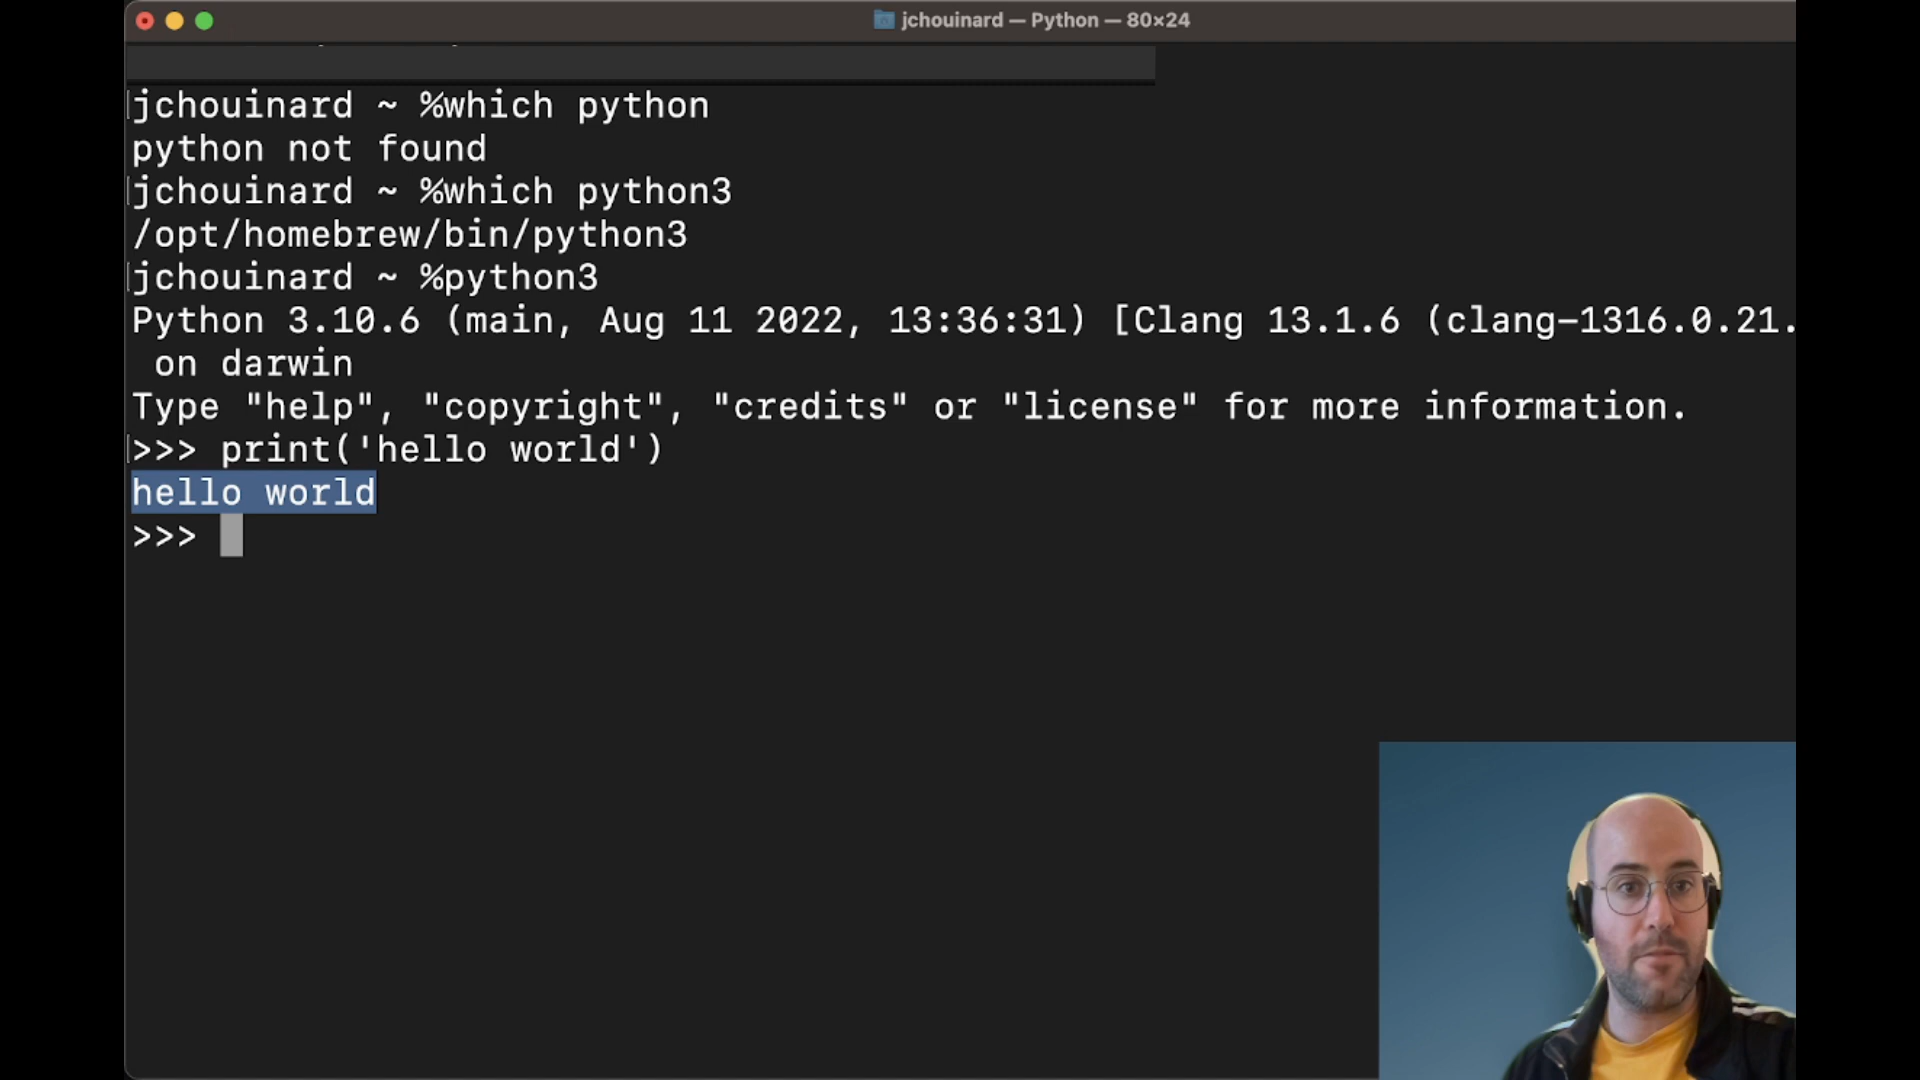 jchouinard — Python — 80×24
jchouinard ~ %which python
python not found
jchouinard ~ %which python3
/opt/homebrew/bin/python3
jchouinard ~ %python3
Python 3.10.6 (main, Aug 11 2022, 13:36:31) [Clang 13.1.6 (clang-1316.0.21.
on darwin
Type "help", "copyright", "credits" or "license" for more information.
>>> print('hello world')
hello world
>>>